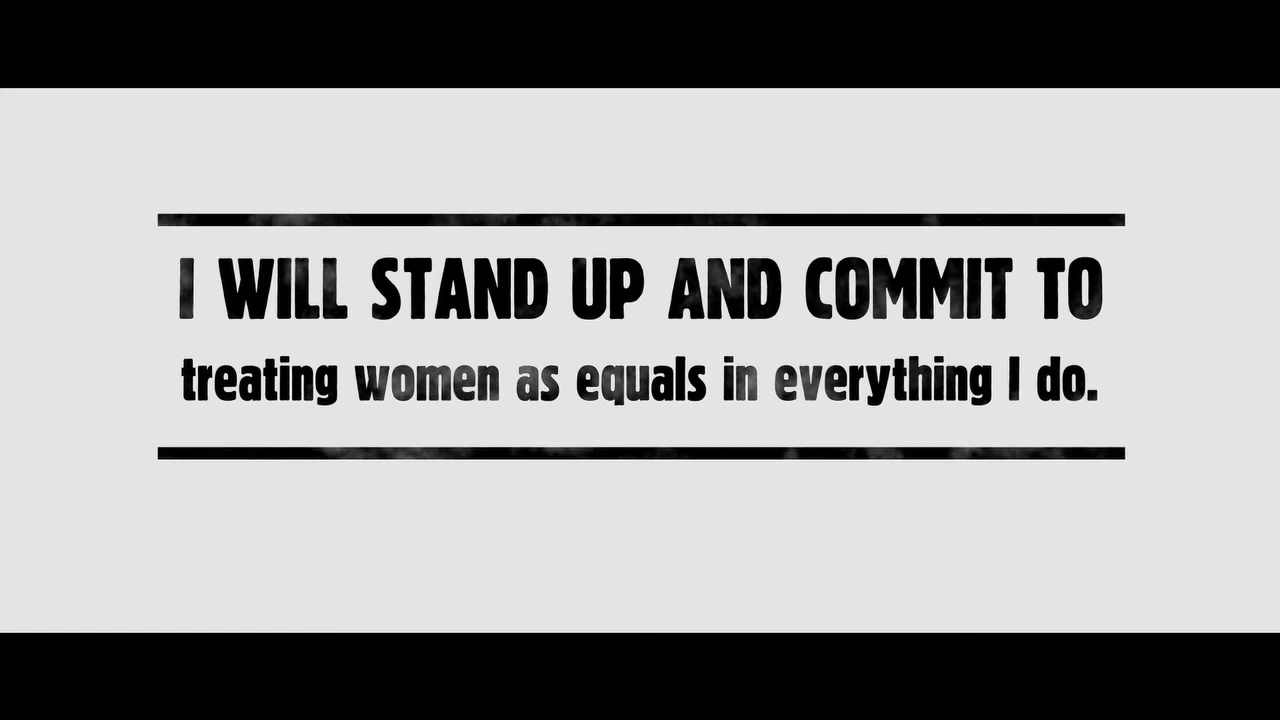 I WILL STAND UP AND COMMIT TO
treating women as equals in everything I do.